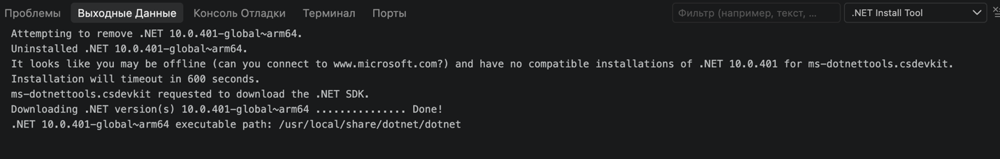 Проблемы Выходные Данные Консоль Отладки Терминал Порты Фильтр (например, текст, ... .NET Install Tool
Attempting to remove .NET 10.0.401-global~arm64.
Uninstalled .NET 10.0.401-global~arm64.
It looks like you may be offline (can you connect to www.microsoft.com?) and have no compatible installations of .NET 10.0.401 for ms-dotnettools.csdevkit.
Installation will timeout in 600 seconds.
ms-dotnettools.csdevkit requested to download the .NET SDK.
Downloading .NET version(s) 10.0.401-global~arm64 ............... Done!
.NET 10.0.401-global~arm64 executable path: /usr/local/share/dotnet/dotnet